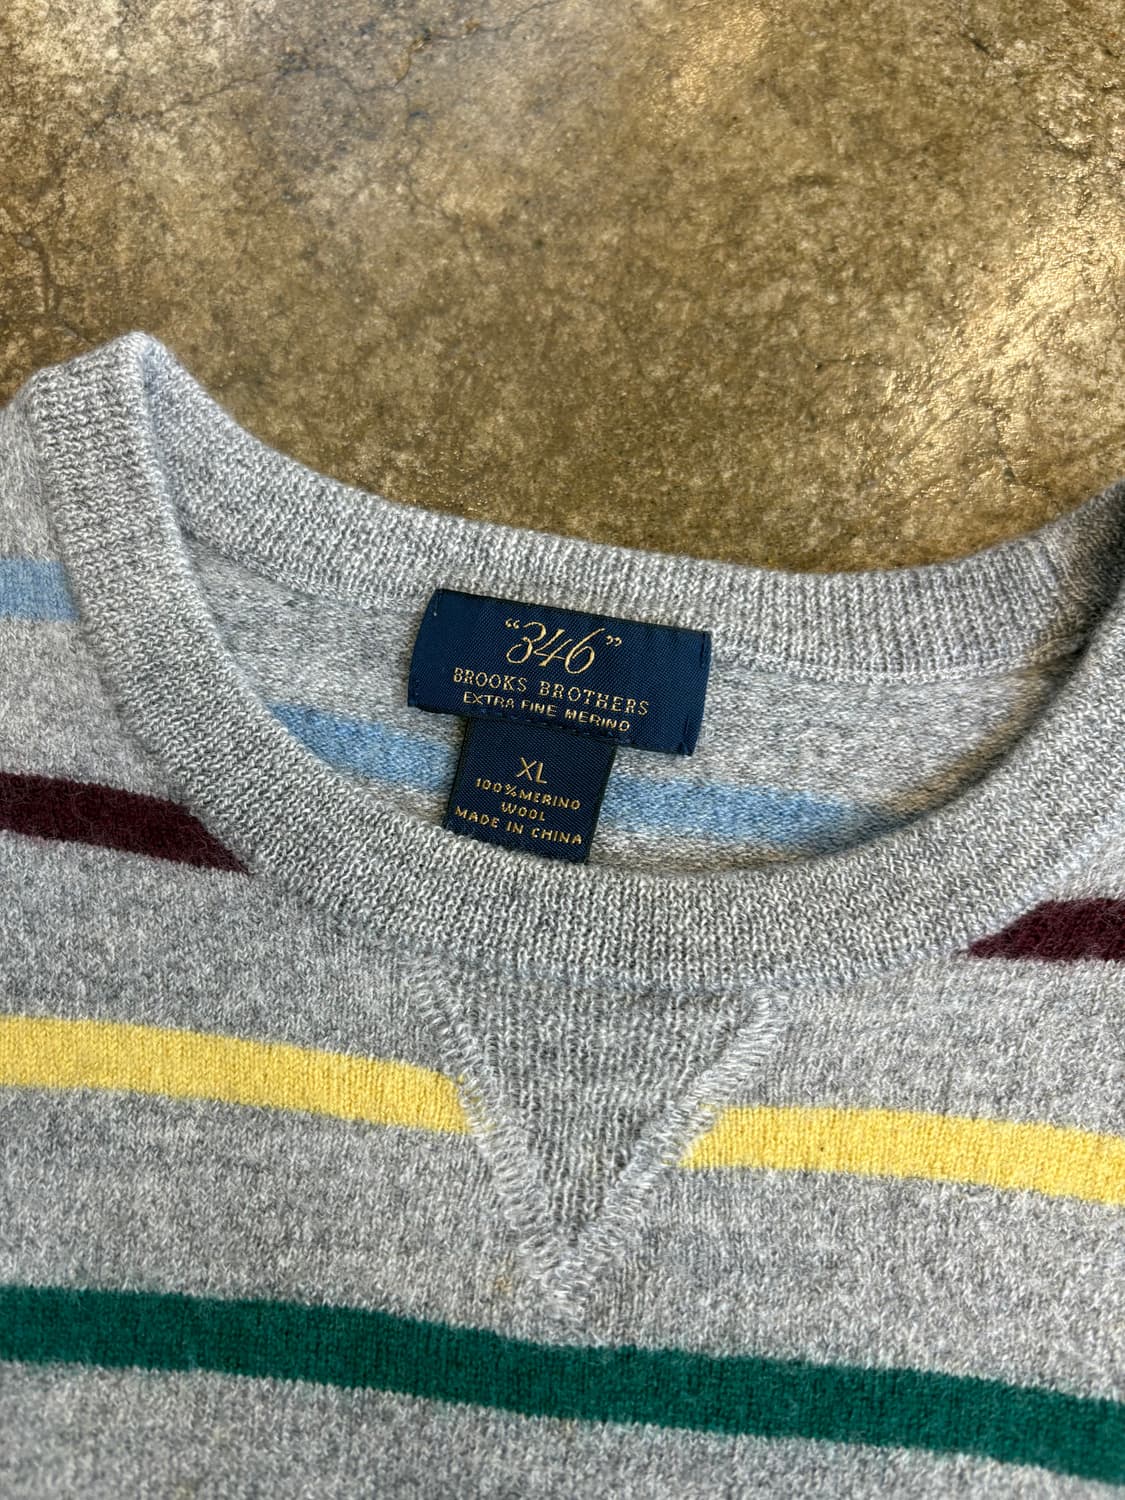 "346"
BROOKS BROTHERS
EXTRA FINE MERINO
XL
100% MERINO
WOOL
MADE IN CHINA